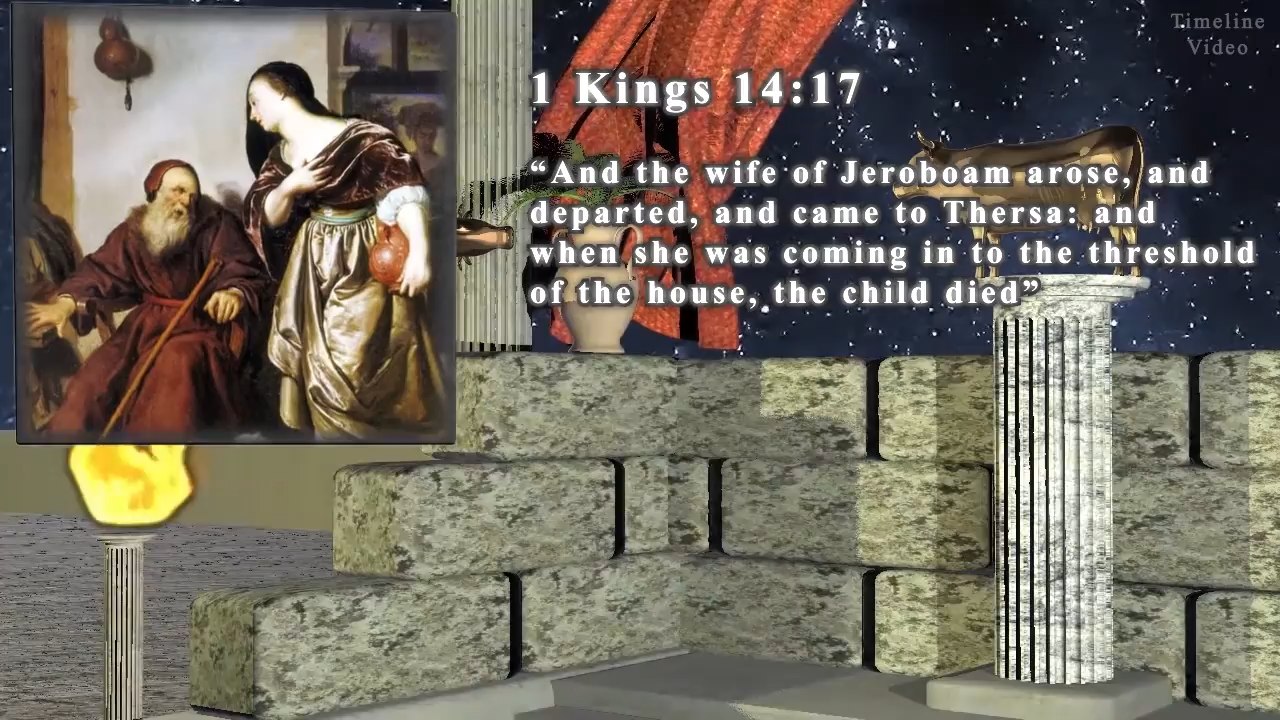 Timeline
Video
1 Kings 14:17
“And the wife of Jeroboam arose, and
departed, and came to Thersa: and
when she was coming in to the threshold
of the house, the child died”